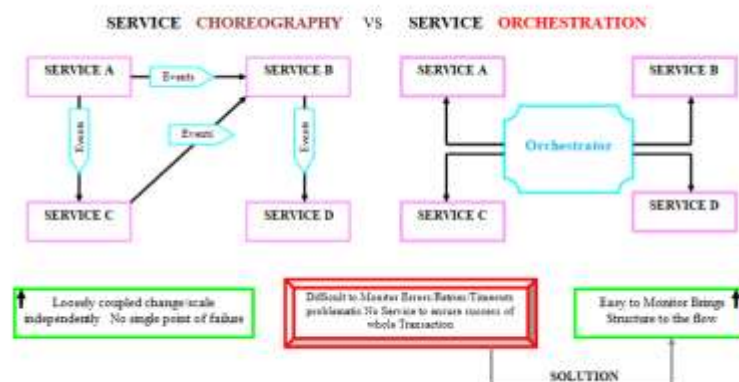 SERVICE CHOREOGRAPHY VS SERVICE ORCHESTRATION
SERVICE A
Events
SERVICE B
Events
Events
Events
SERVICE C
SERVICE D
SERVICE A
SERVICE B
Orchestrator
SERVICE C
SERVICE D
Loosely coupled change/scale
independently No single point of failure
Difficult to Monitor Errors/Retries/Timeouts
problematic No Service to ensure success of
whole Transaction
Easy to Monitor Brings
Structure to the flow
SOLUTION